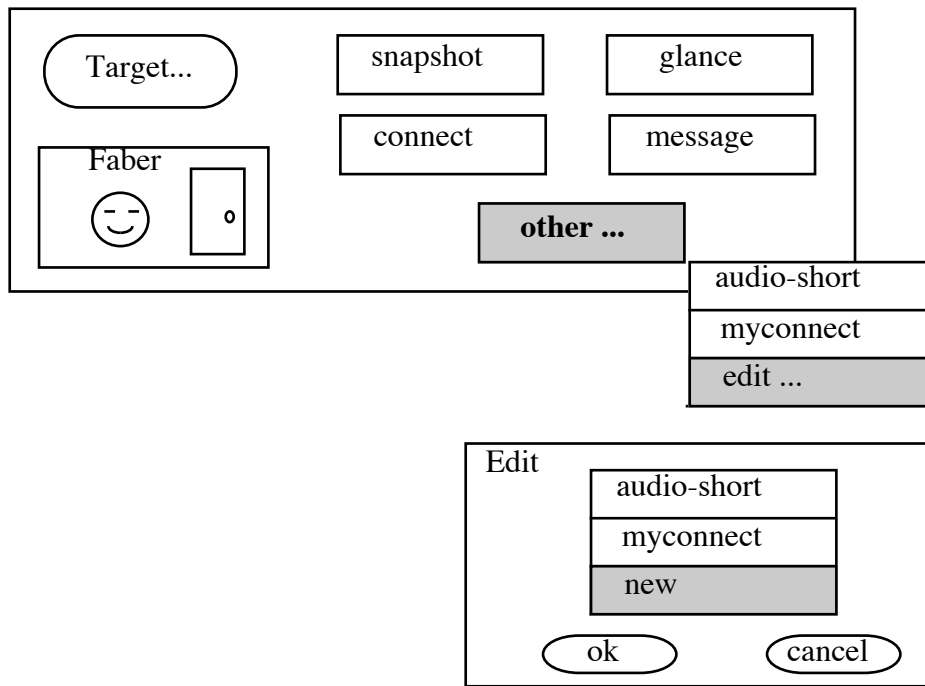 Target...
snapshot
glance
connect
message
Faber
other ...
audio-short
myconnect
edit ...
Edit
audio-short
myconnect
new
ok
cancel